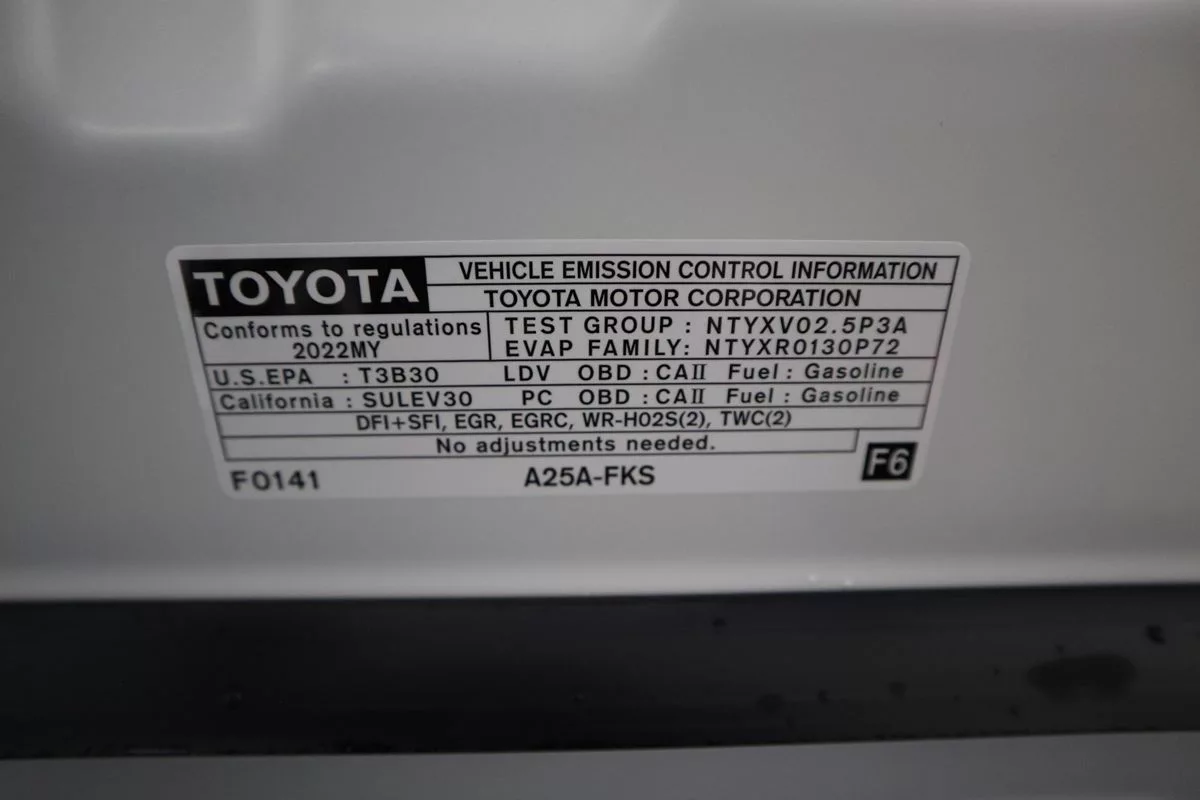 TOYOTA
VEHICLE EMISSION CONTROL INFORMATION
TOYOTA MOTOR CORPORATION
Conforms to regulations
2022MY
TEST GROUP : NTYXV02.5P3A
EVAP FAMILY: NTYXR0130P72
U.S.EPA : T3B30 LDV OBD : CAII Fuel : Gasoline
California : SULEV30 PC OBD : CAII Fuel : Gasoline
DFI+SFI, EGR, EGRC, WR-HO2S(2), TWC(2)
No adjustments needed.
F0141 A25A-FKS F6